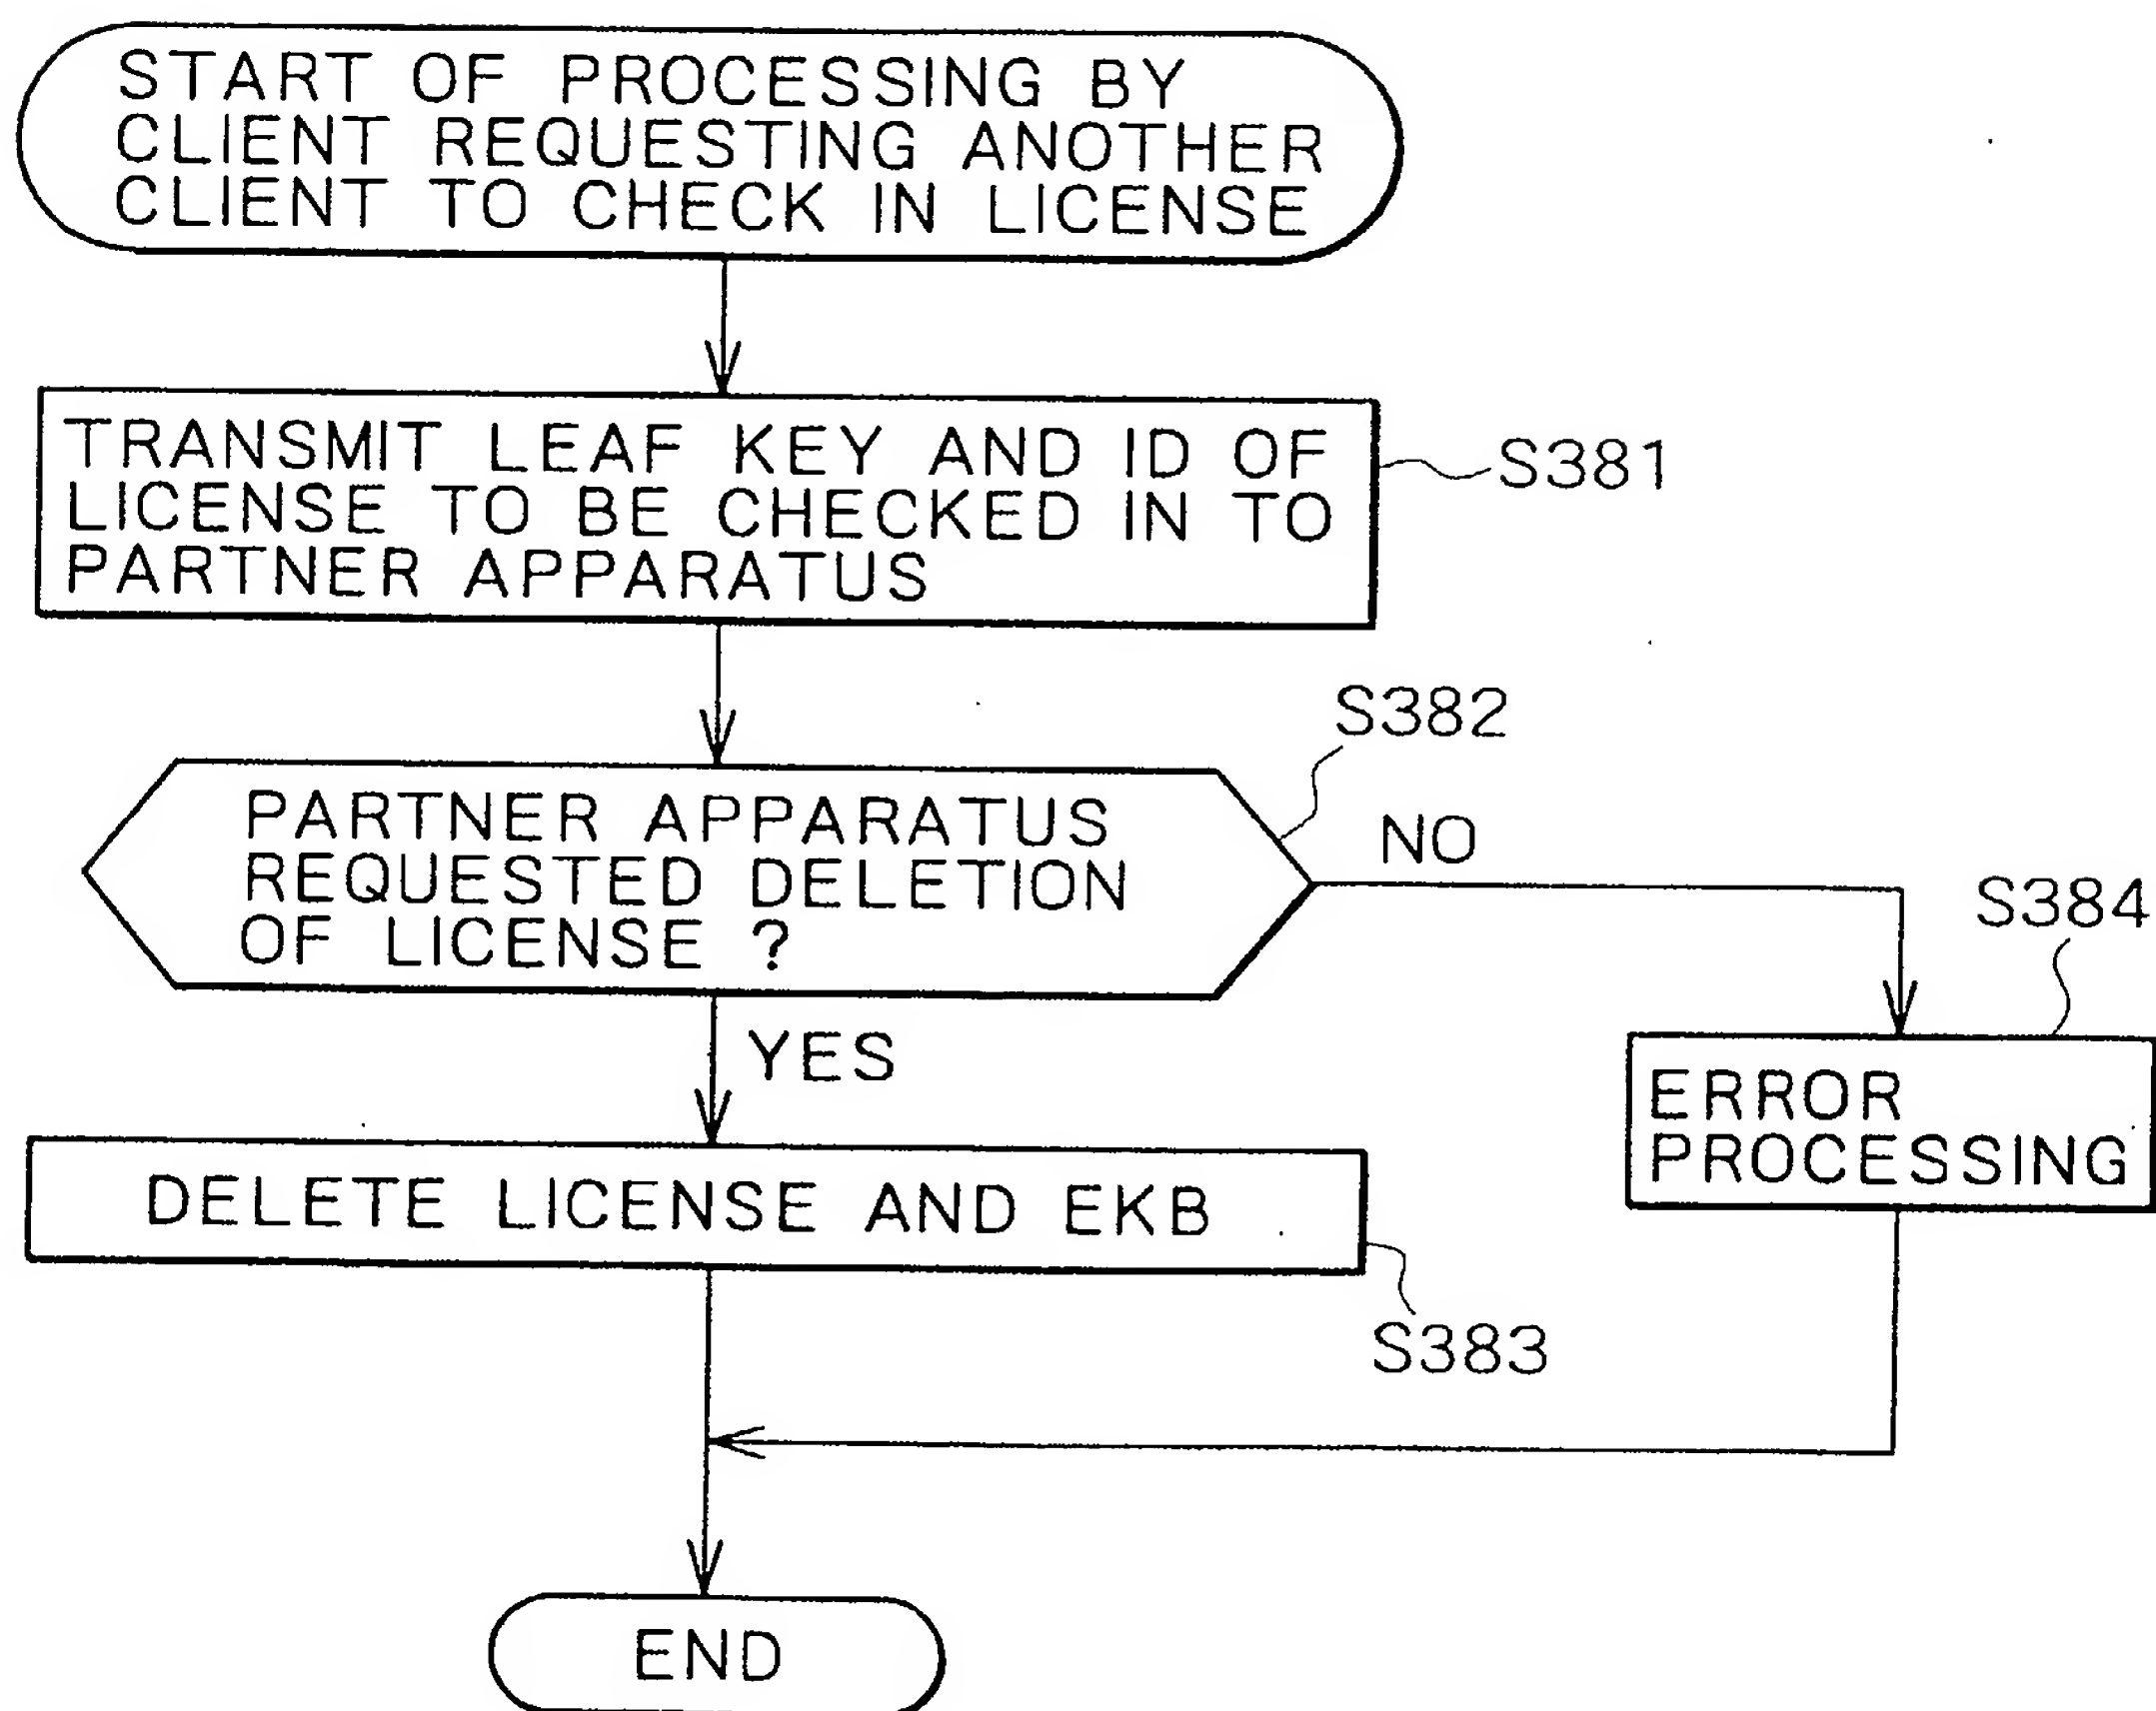 START OF PROCESSING BY
CLIENT REQUESTING ANOTHER
CLIENT TO CHECK IN LICENSE
TRANSMIT LEAF KEY AND ID OF
LICENSE TO BE CHECKED IN TO
PARTNER APPARATUS
S381
S382
PARTNER APPARATUS
REQUESTED DELETION
OF LICENSE ?
NO
S384
YES
ERROR
PROCESSING
DELETE LICENSE AND EKB
S383
END